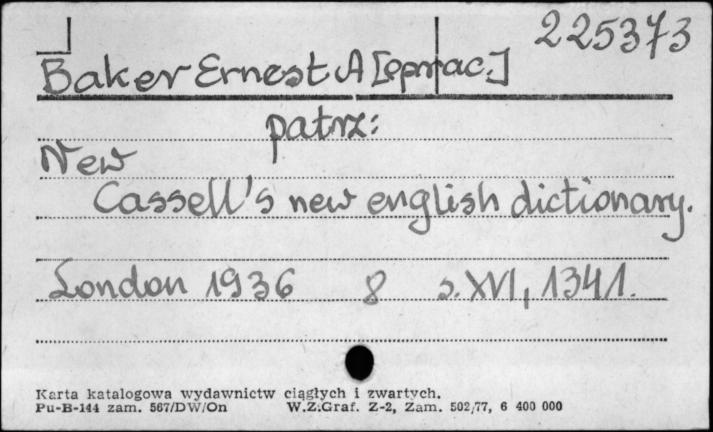 225373
Baker Ernest A [oprac.]
patrz:
New
Cassell's new english dictionary.
London 1936 8 s. XVI, 1341.
Karta katalogowa wydawnictw ciągłych i zwartych.
Pu-B-144 zam. 567/DW/On W.Z.Graf. Z-2, Zam. 502/77, 6 400 000